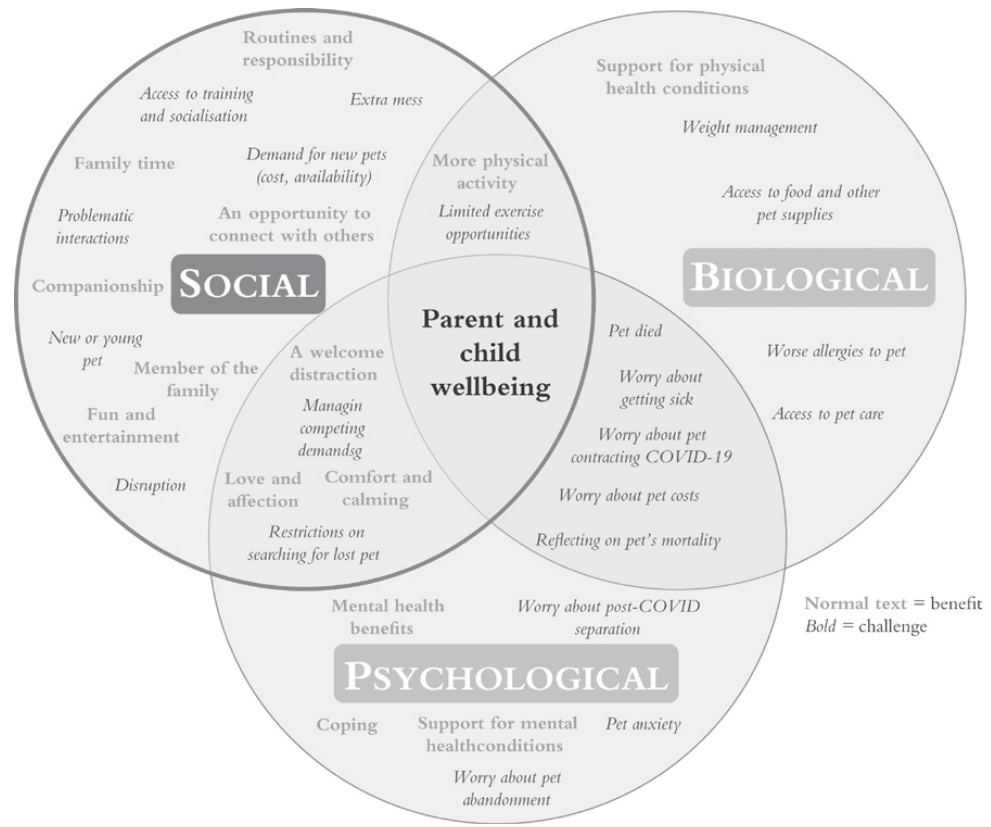 Routines and
responsibility
Access to training
and socialisation
Extra mess
Family time
Demand for new pets
(cost, availability)
Problematic
interactions
An opportunity to
connect with others
Companionship
SOCIAL
New or young
pet
Member of the
family
Fun and
entertainment
Disruption
More physical
activity
Limited exercise
opportunities
Support for physical
health conditions
Weight management
Access to food and other
pet supplies
BIOLOGICAL
Worse allergies to pet
Access to pet care
Parent and
child
wellbeing
A welcome
distraction
Managin
competing
demandsg
Love and
affection
Comfort and
calming
Restrictions on
searching for lost pet
Pet died
Worry about
getting sick
Worry about pet
contracting COVID-19
Worry about pet costs
Reflecting on pet's mortality
Mental health
benefits
Worry about post-COVID
separation
PSYCHOLOGICAL
Coping
Support for mental
healthconditions
Pet anxiety
Worry about pet
abandonment
Normal text = benefit
Bold = challenge